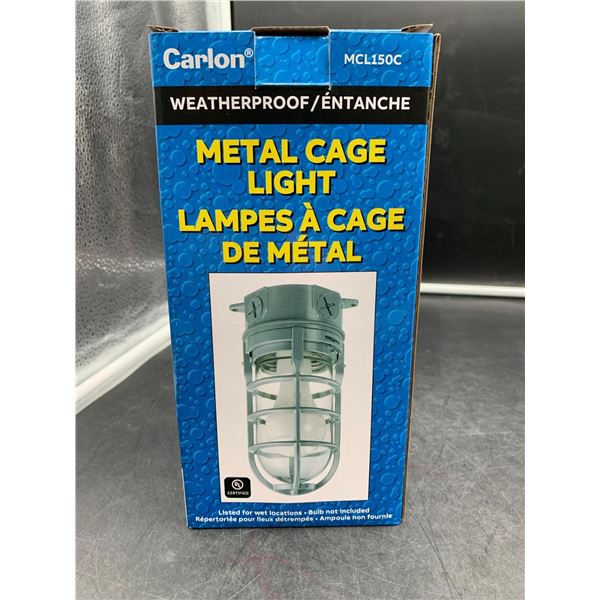 Carlon® MCL150C
WEATHERPROOF/ÉNTANCHE
METAL CAGE
LIGHT
LAMPES À CAGE
DE MÉTAL
UL
CERTIFIED
Listed for wet locations • Bulb not included
Répertoriée pour lieux détrempés • Ampoule non fournie